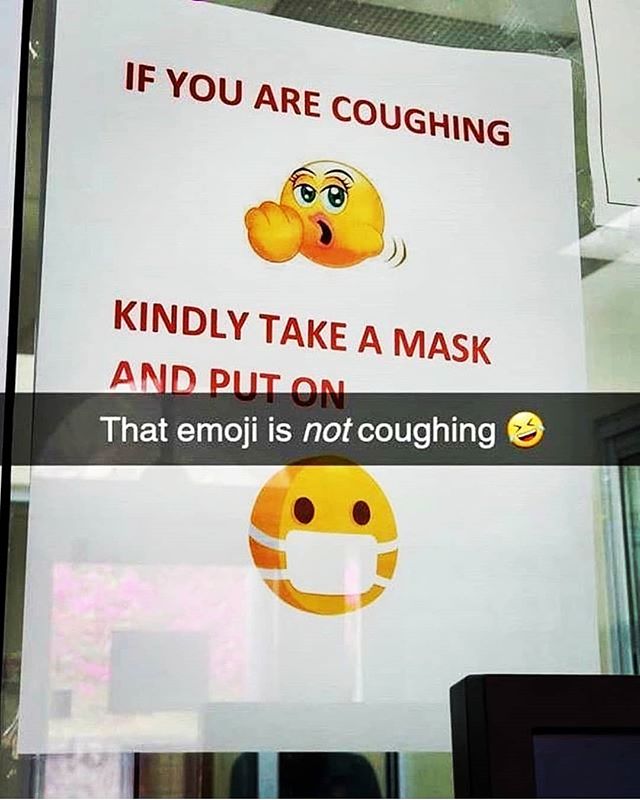 IF YOU ARE COUGHING
KINDLY TAKE A MASK
AND PUT ON
That emoji is not coughing 🤣